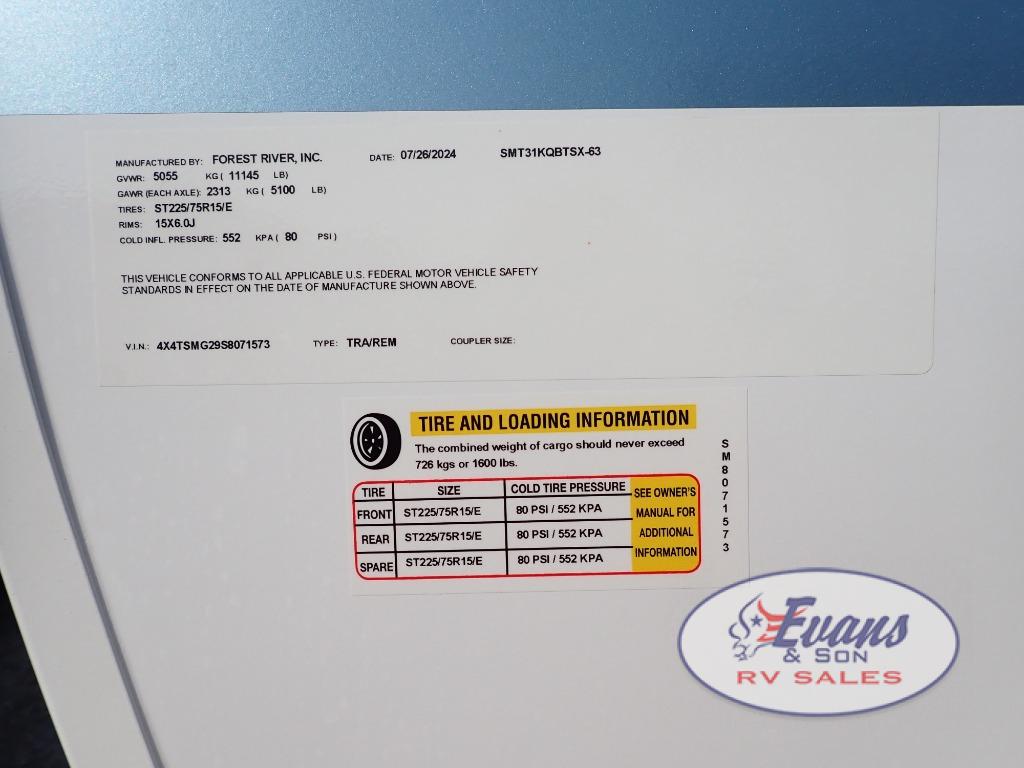 MANUFACTURED BY: FOREST RIVER, INC. DATE: 07/26/2024 SMT31KQBTSX-63
GVWR: 5055 KG ( 11145 LB)
GAWR (EACH AXLE): 2313 KG ( 5100 LB)
TIRES: ST225/75R15/E
RIMS: 15X6.0J
COLD INFL. PRESSURE: 552 KPA ( 80 PSI )
THIS VEHICLE CONFORMS TO ALL APPLICABLE U.S. FEDERAL MOTOR VEHICLE SAFETY
STANDARDS IN EFFECT ON THE DATE OF MANUFACTURE SHOWN ABOVE.
V.I.N.: 4X4TSMG29S8071573 TYPE: TRA/REM COUPLER SIZE:
TIRE AND LOADING INFORMATION
The combined weight of cargo should never exceed
726 kgs or 1600 lbs.
TIRE SIZE COLD TIRE PRESSURE
FRONT ST225/75R15/E 80 PSI / 552 KPA
REAR ST225/75R15/E 80 PSI / 552 KPA
SPARE ST225/75R15/E 80 PSI / 552 KPA
SEE OWNER'S
MANUAL FOR
ADDITIONAL
INFORMATION
SM8071573
Evans
& SON
RV SALES